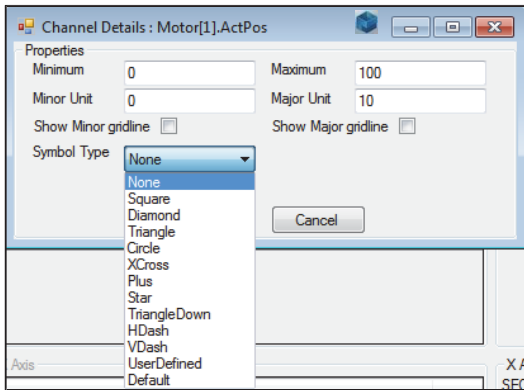 Channel Details : Motor[1].ActPos
Properties
Minimum 0 Maximum 100
Minor Unit 0 Major Unit 10
Show Minor gridline Show Major gridline
Symbol Type None
None
Square
Diamond
Triangle
Circle
XCross
Plus
Star
TriangleDown
HDash
VDash
UserDefined
Default
Cancel
Axis
X A
SEC